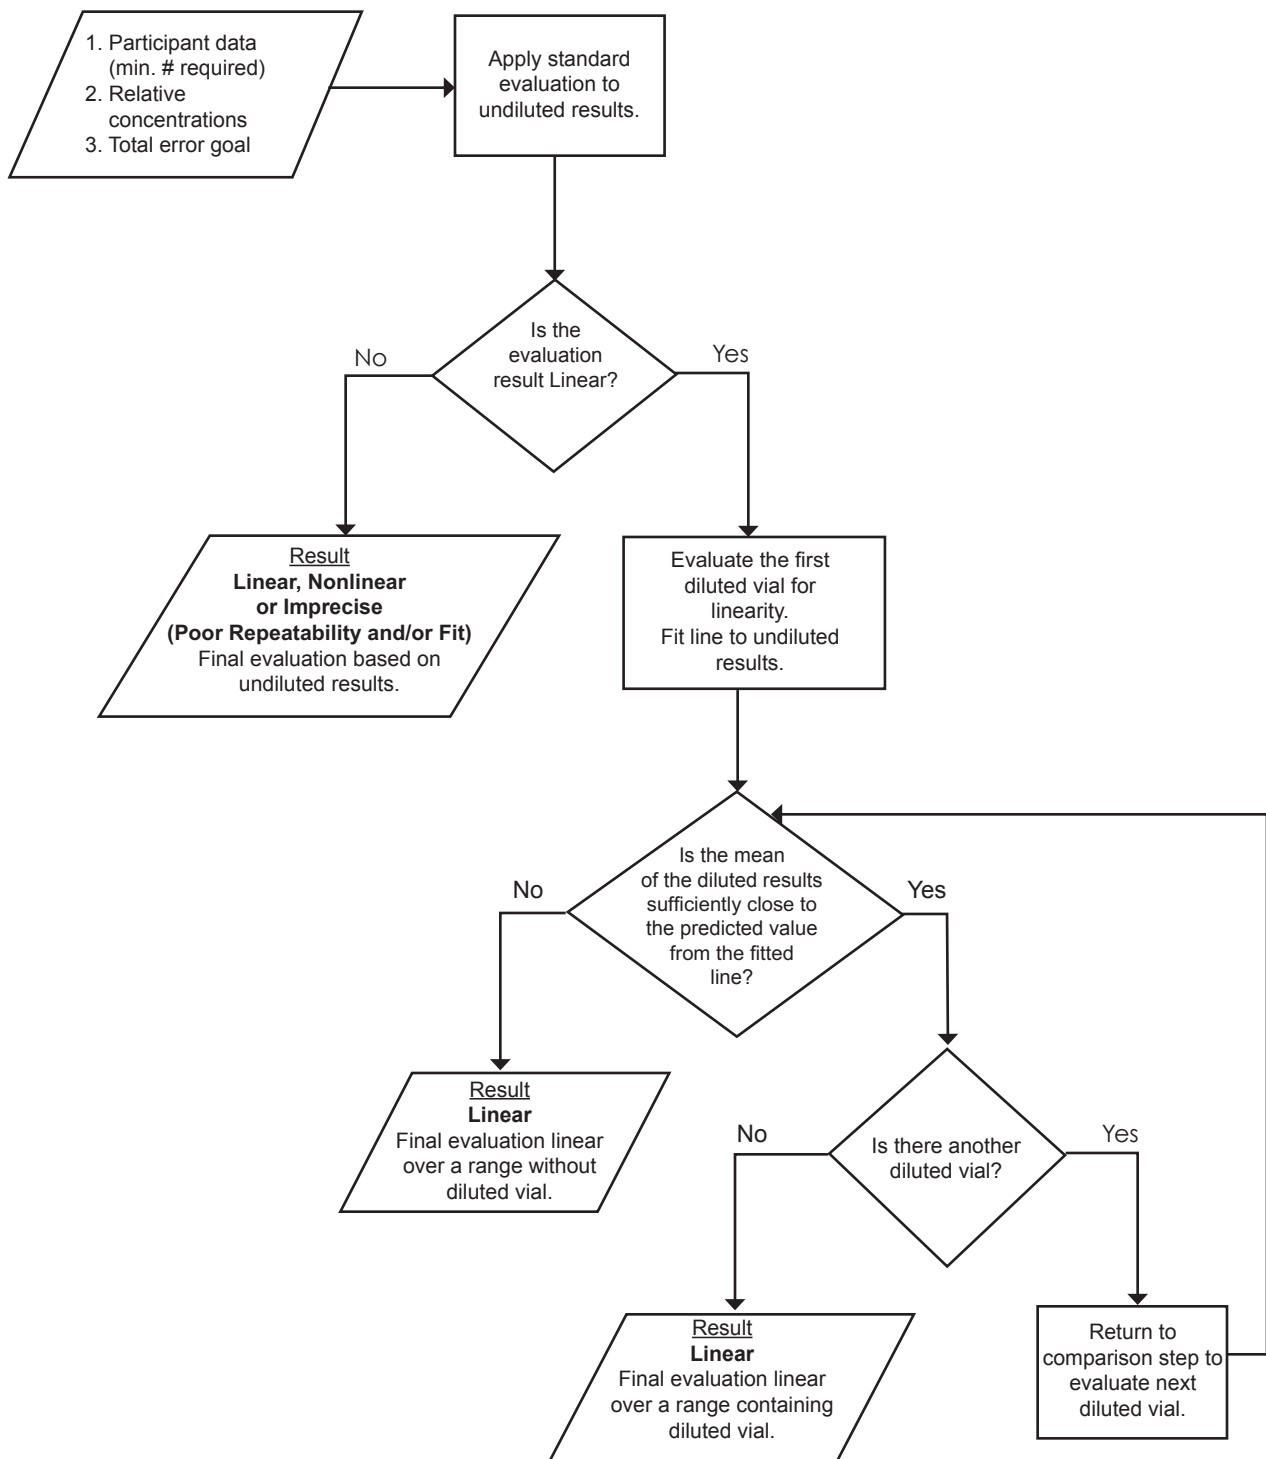 1. Participant data
(min. # required)
2. Relative
concentrations
3. Total error goal
Apply standard
evaluation to
undiluted results.
Is the
evaluation
result Linear?
No
Yes
Result
Linear, Nonlinear
or Imprecise
(Poor Repeatability and/or Fit)
Final evaluation based on
undiluted results.
Evaluate the first
diluted vial for
linearity.
Fit line to undiluted
results.
Is the mean
of the diluted results
sufficiently close to
the predicted value
from the fitted
line?
No
Yes
Result
Linear
Final evaluation linear
over a range without
diluted vial.
Is there another
diluted vial?
No
Yes
Result
Linear
Final evaluation linear
over a range containing
diluted vial.
Return to
comparison step to
evaluate next
diluted vial.